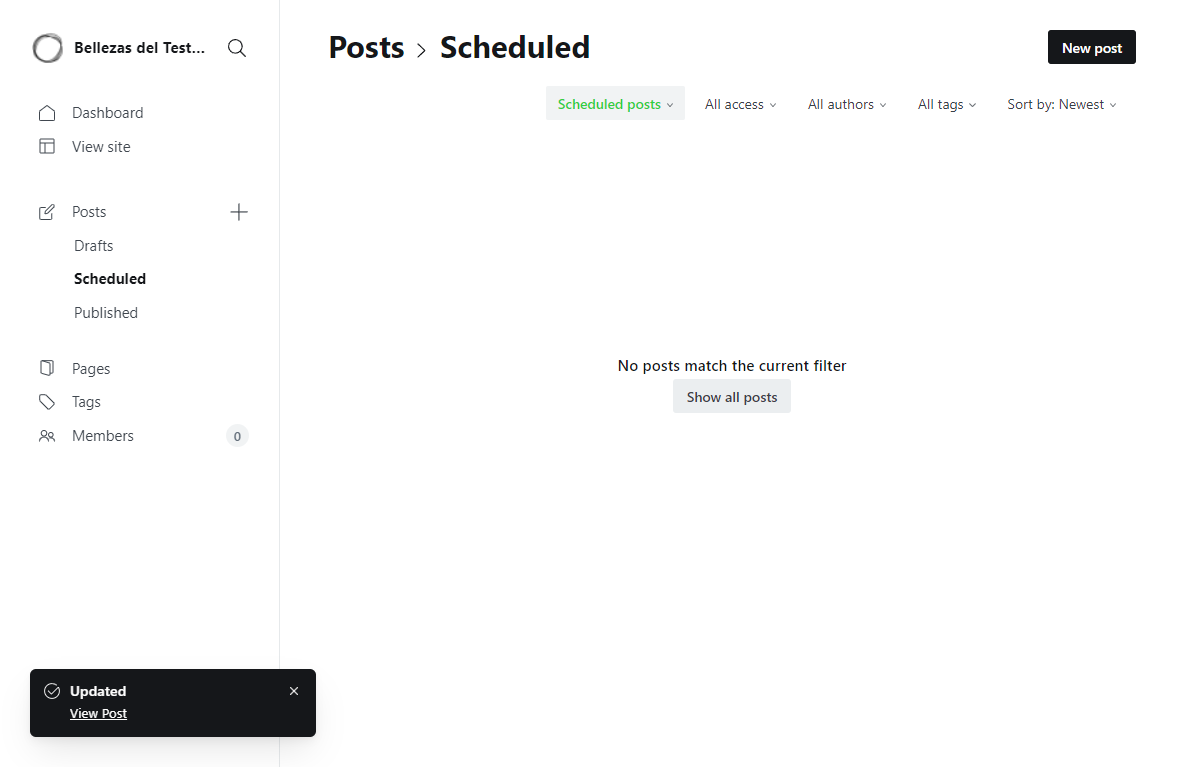 Bellezas del Test...
Dashboard
View site
Posts
Drafts
Scheduled
Published
Pages
Tags
Members 0
Posts > Scheduled
New post
Scheduled posts All access All authors All tags Sort by: Newest
No posts match the current filter
Show all posts
Updated
View Post